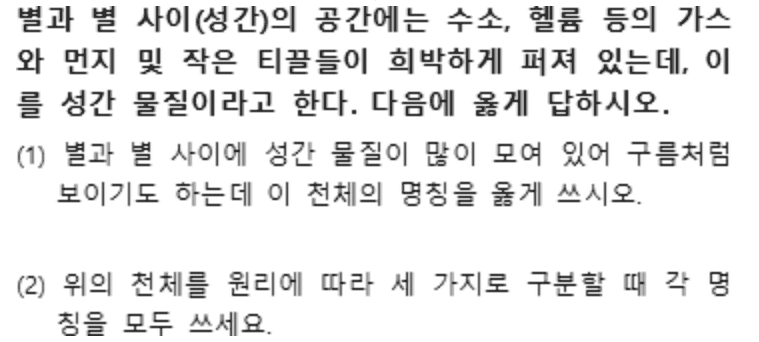 별과 별 사이(성간)의 공간에는 수소, 헬륨 등의 가스
와 먼지 및 작은 티끌들이 희박하게 퍼져 있는데, 이
를 성간 물질이라고 한다. 다음에 옳게 답하시오.
(1) 별과 별 사이에 성간 물질이 많이 모여 있어 구름처럼
보이기도 하는데 이 천체의 명칭을 옳게 쓰시오.
(2) 위의 천체를 원리에 따라 세 가지로 구분할 때 각 명
칭을 모두 쓰세요.